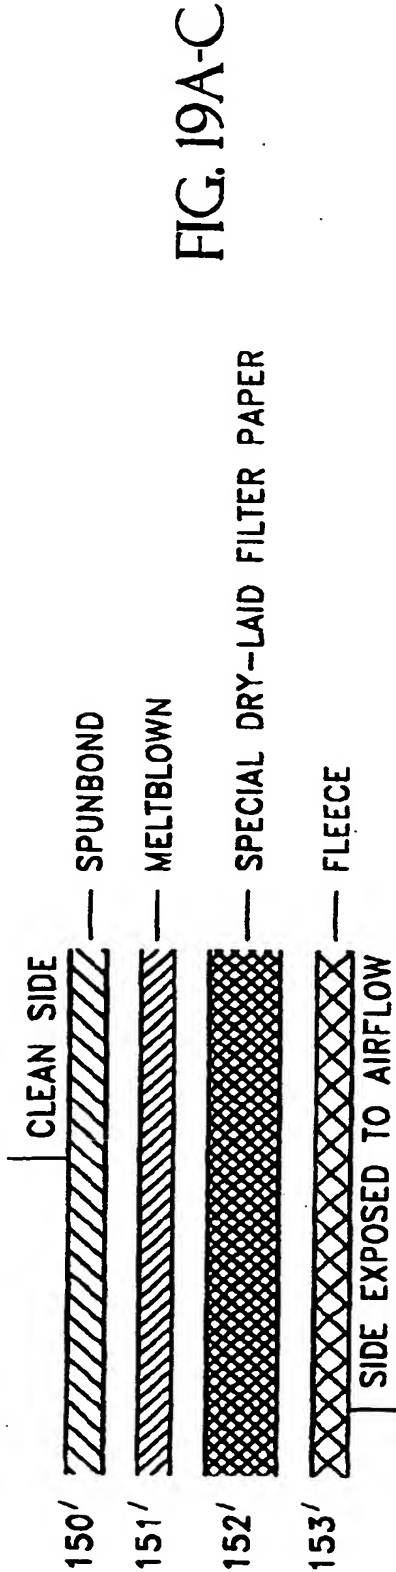 FIG. 19A-C
CLEAN SIDE
150′ SPUNBOND
151′ MELTBLOWN
152′ SPECIAL DRY-LAID FILTER PAPER
153′ FLEECE
SIDE EXPOSED TO AIRFLOW